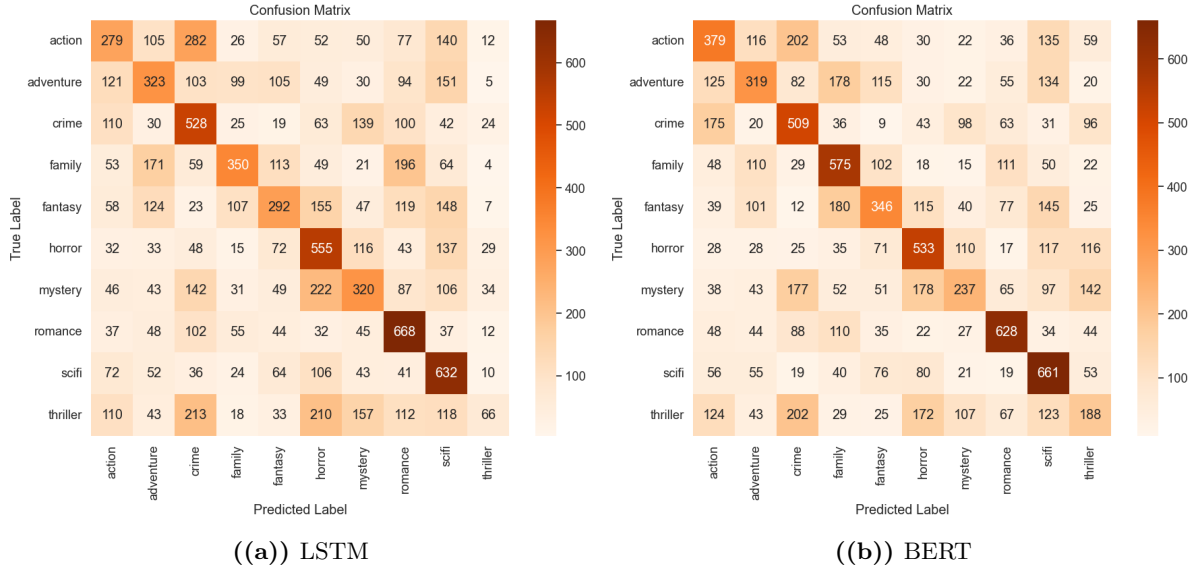 Confusion Matrix
action 279 105 282 26 57 52 50 77 140 12
adventure 121 323 103 99 105 49 30 94 151 5
crime 110 30 528 25 19 63 139 100 42 24
family 53 171 59 350 113 49 21 196 64 4
fantasy 58 124 23 107 292 155 47 119 148 7
horror 32 33 48 15 72 555 116 43 137 29
mystery 46 43 142 31 49 222 320 87 106 34
romance 37 48 102 55 44 32 45 668 37 12
scifi 72 52 36 24 64 106 43 41 632 10
thriller 110 43 213 18 33 210 157 112 118 66
True Label
action adventure crime family fantasy horror mystery romance scifi thriller
Predicted Label
600
500
400
300
200
100
((a)) LSTM
Confusion Matrix
action 379 116 202 53 48 30 22 36 135 59
adventure 125 319 82 178 115 30 22 55 134 20
crime 175 20 509 36 9 43 98 63 31 96
family 48 110 29 575 102 18 15 111 50 22
fantasy 39 101 12 180 346 115 40 77 145 25
horror 28 28 25 35 71 533 110 17 117 116
mystery 38 43 177 52 51 178 237 65 97 142
romance 48 44 88 110 35 22 27 628 34 44
scifi 56 55 19 40 76 80 21 19 661 53
thriller 124 43 202 29 25 172 107 67 123 188
True Label
action adventure crime family fantasy horror mystery romance scifi thriller
Predicted Label
600
500
400
300
200
100
((b)) BERT